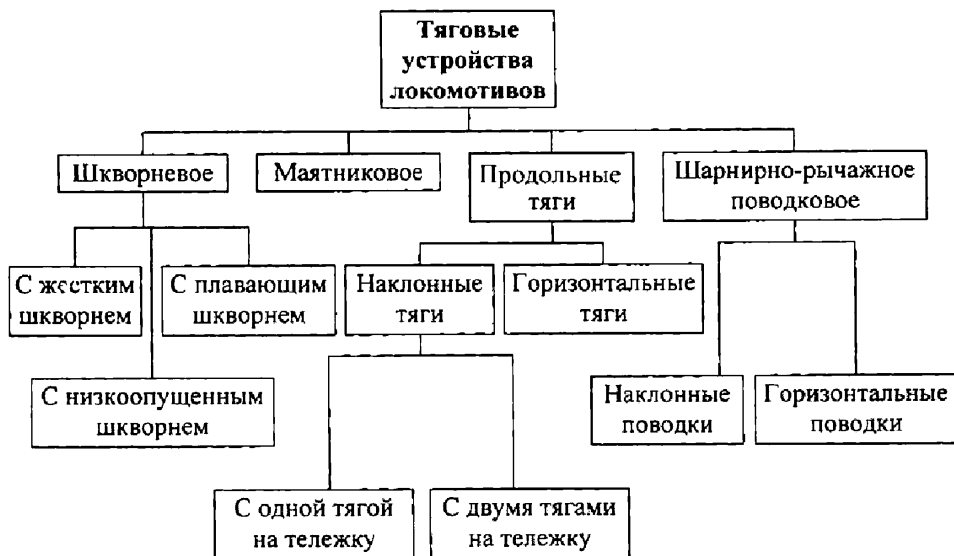 Тяговые
устройства
локомотивов
Шкворневое
Маятниковое
Продольные
тяги
Шарнирно-рычажное
поводковое
С жестким
шкворнем
С плавающим
шкворнем
Наклонные
тяги
Горизонтальные
тяги
С низкоопущенным
шкворнем
Наклонные
поводки
Горизонтальные
поводки
С одной тягой
на тележку
С двумя тягами
на тележку